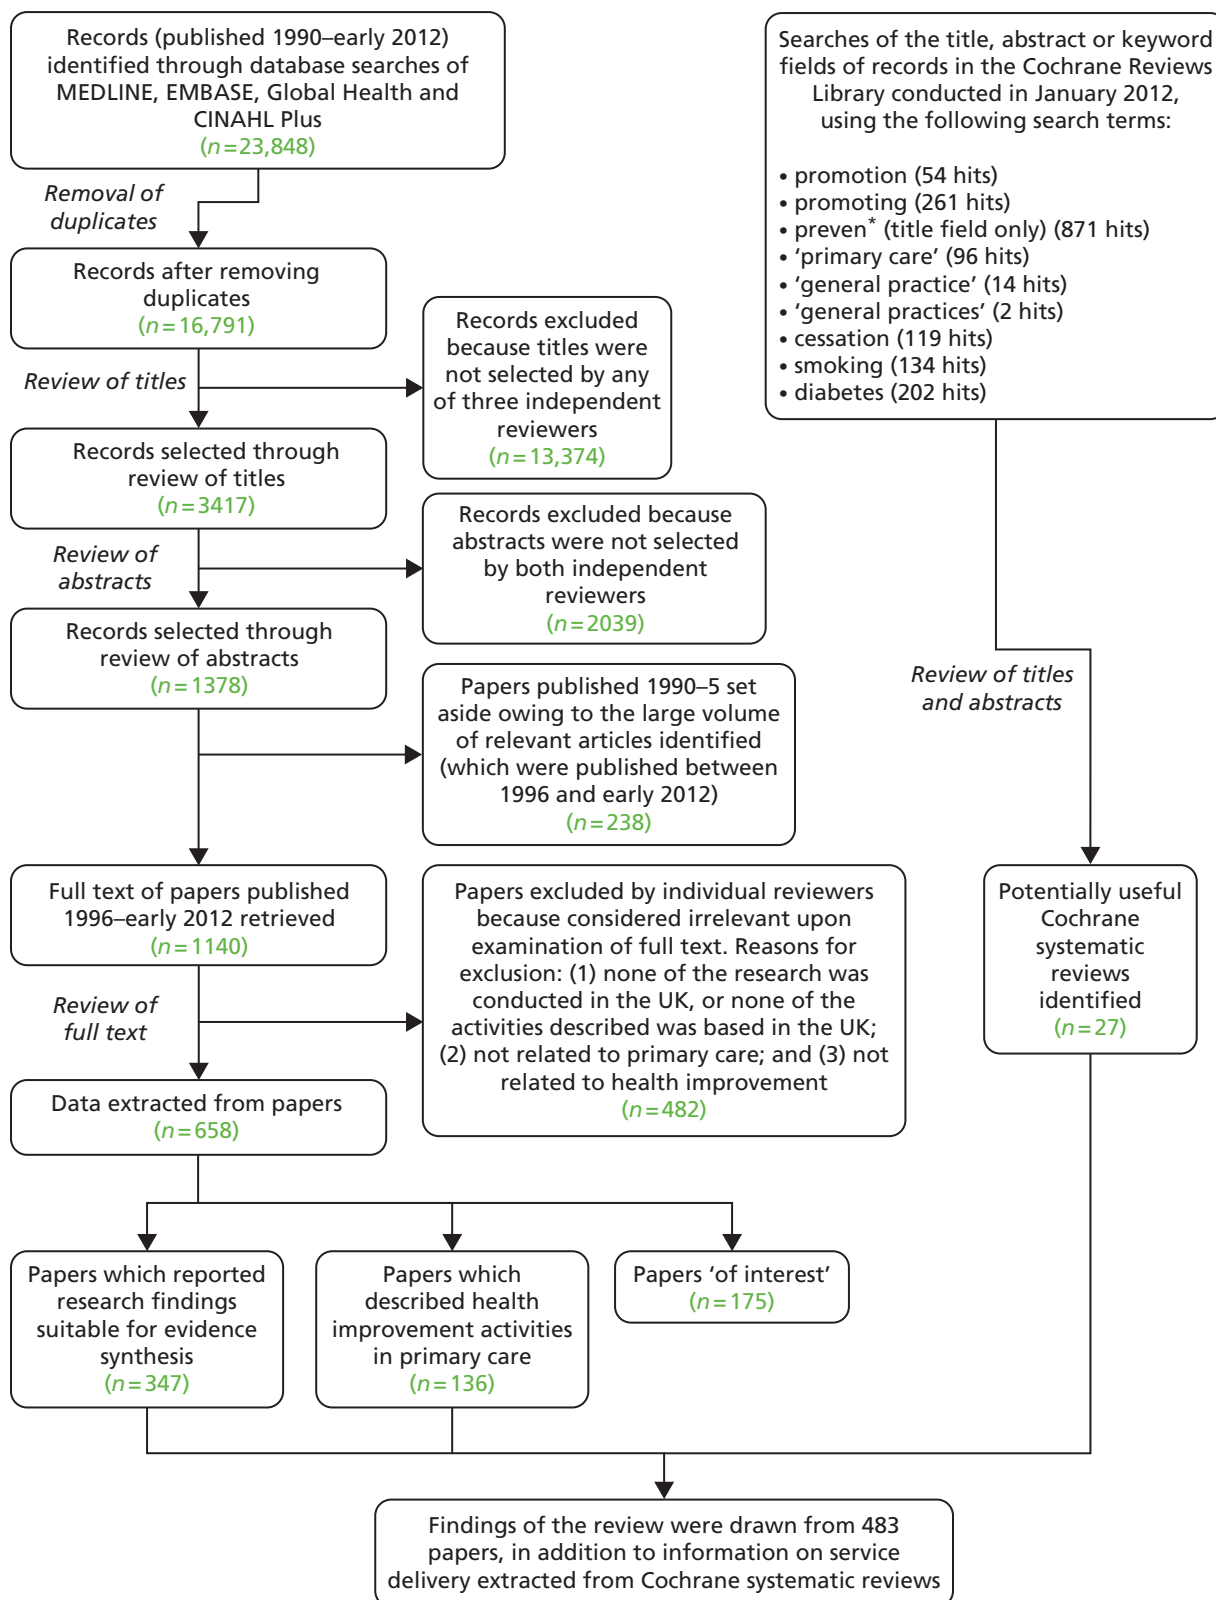 Records (published 1990–early 2012)
identified through database searches of
MEDLINE, EMBASE, Global Health and
CINAHL Plus
(n=23,848)
Removal of
duplicates
Records after removing
duplicates
(n=16,791)
Review of titles
Records excluded
because titles were
not selected by any
of three independent
reviewers
(n=13,374)
Records selected through
review of titles
(n=3417)
Review of
abstracts
Records excluded because
abstracts were not selected
by both independent
reviewers
(n=2039)
Records selected through
review of abstracts
(n=1378)
Papers published 1990–5 set
aside owing to the large volume
of relevant articles identified
(which were published between
1996 and early 2012)
(n=238)
Full text of papers published
1996–early 2012 retrieved
(n=1140)
Review of
full text
Papers excluded by individual reviewers
because considered irrelevant upon
examination of full text. Reasons for
exclusion: (1) none of the research was
conducted in the UK, or none of the
activities described was based in the UK;
(2) not related to primary care; and (3) not
related to health improvement
(n=482)
Data extracted from papers
(n=658)
Papers which reported
research findings
suitable for evidence
synthesis
(n=347)
Papers which
described health
improvement activities
in primary care
(n=136)
Papers ‘of interest’
(n=175)
Searches of the title, abstract or keyword
fields of records in the Cochrane Reviews
Library conducted in January 2012,
using the following search terms:
• promotion (54 hits)
• promoting (261 hits)
• preven* (title field only) (871 hits)
• ‘primary care’ (96 hits)
• ‘general practice’ (14 hits)
• ‘general practices’ (2 hits)
• cessation (119 hits)
• smoking (134 hits)
• diabetes (202 hits)
Review of titles
and abstracts
Potentially useful
Cochrane
systematic
reviews
identified
(n=27)
Findings of the review were drawn from 483
papers, in addition to information on service
delivery extracted from Cochrane systematic reviews